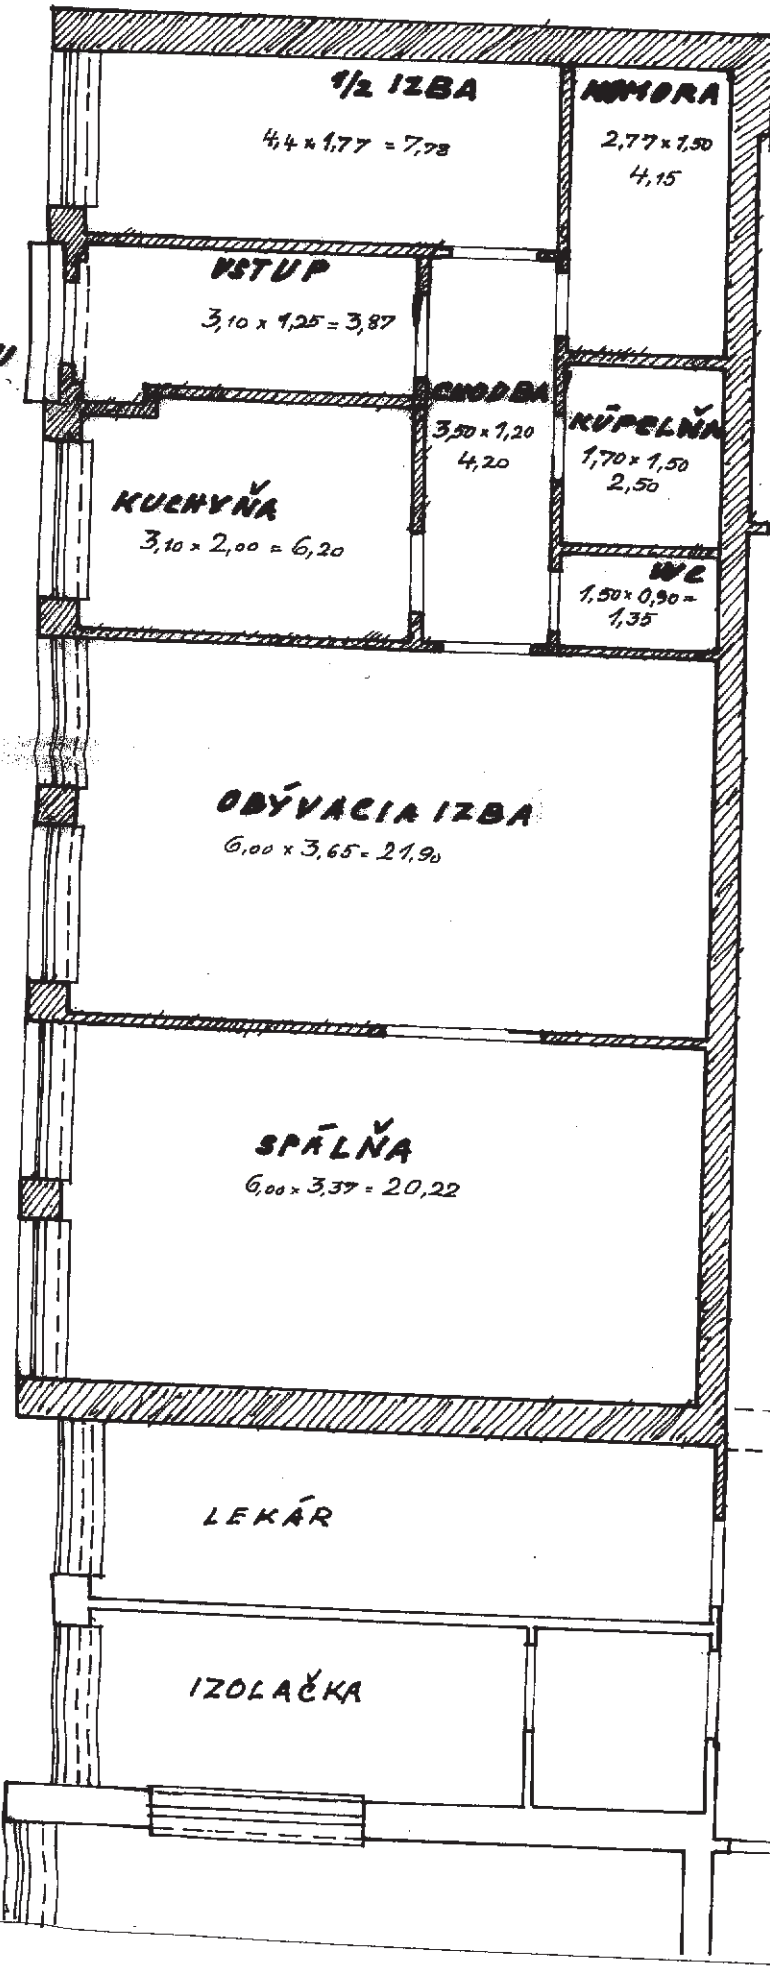 1/2 IZBA
4,4 x 1,77 = 7,78
KOMORA
2,77 x 1,50
4,15
VSTUP
3,10 x 1,25 = 3,87
CHODBA
3,50 x 1,20
4,20
KÚPELŇA
1,70 x 1,50
2,50
KUCHYŇA
3,10 x 2,00 = 6,20
WC
1,50 x 0,90 =
1,35
OBÝVACIA IZBA
6,00 x 3,65 = 21,90
SPÁLŇA
6,00 x 3,37 = 20,22
LEKÁR
IZOLAČKA